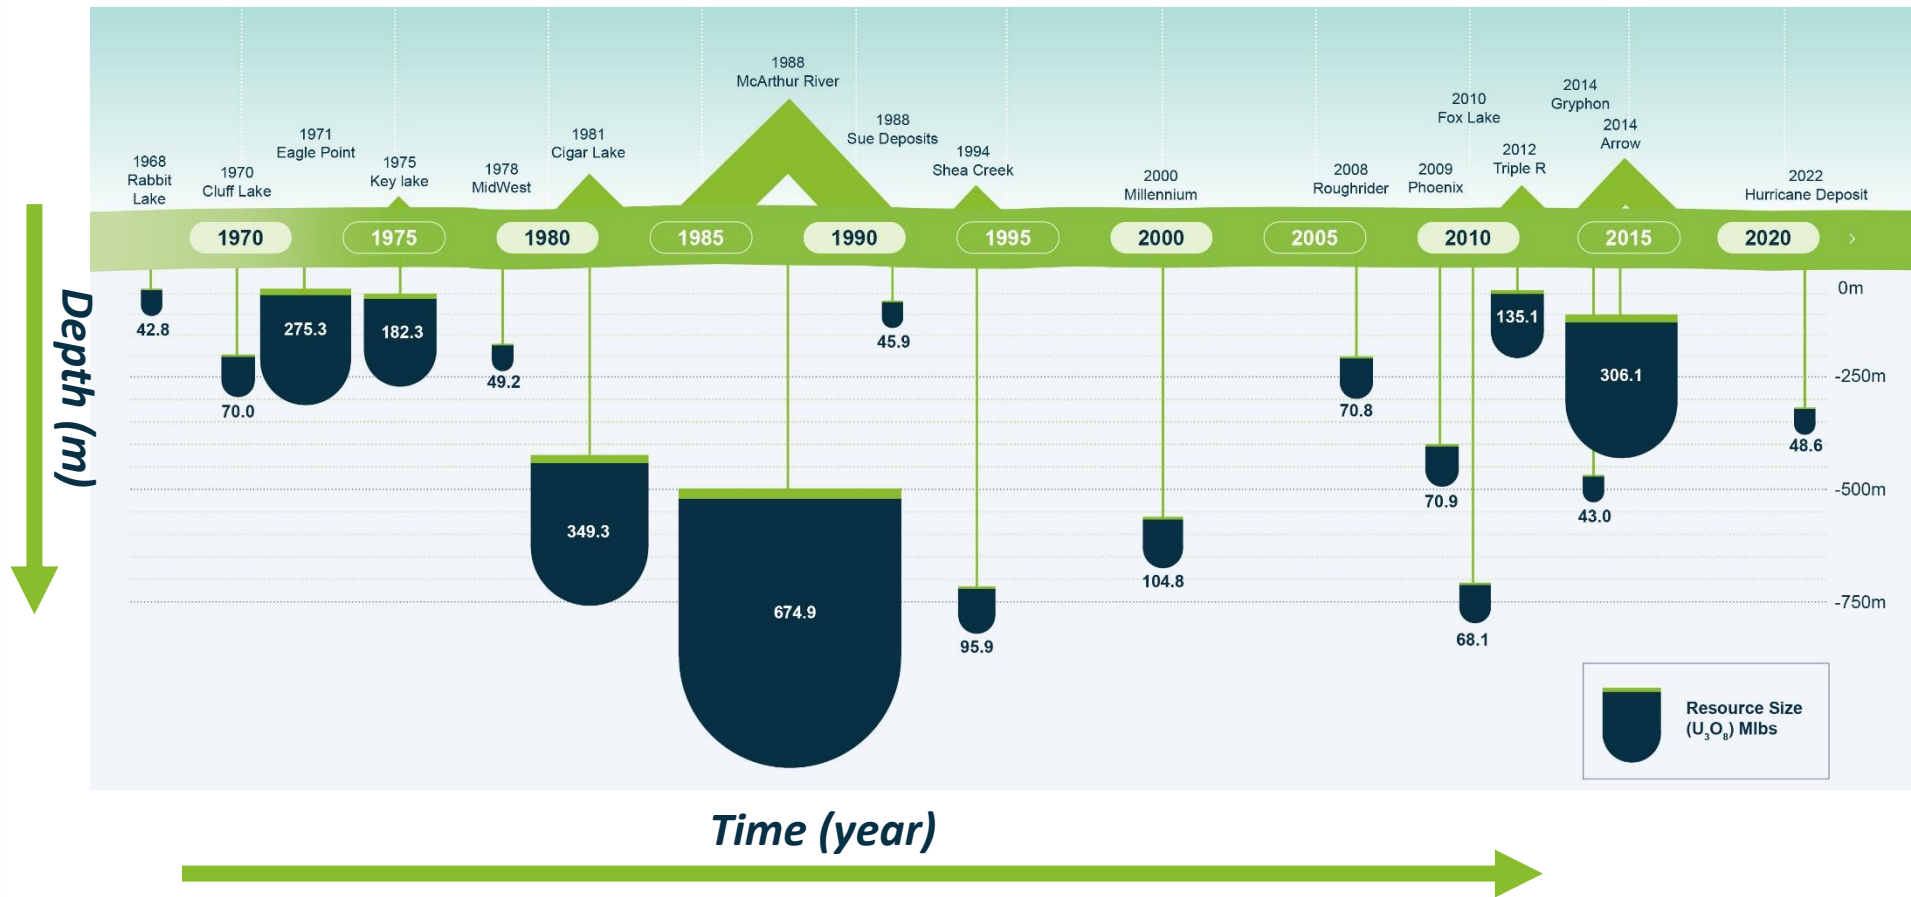 1988
McArthur River
2014
Gryphon
2010
Fox Lake
1988
Sue Deposits
2014
Arrow
1981
Cigar Lake
1971
Eagle Point
1994
Shea Creek
2012
Triple R
1968
Rabbit
Lake
1970
Cluff Lake
1975
Key lake
1978
MidWest
2000
Millennium
2008
Roughrider
2009
Phoenix
2022
Hurricane Deposit
1970
1975
1980
1985
1990
1995
2000
2005
2010
2015
2020
0m
-250m
-500m
-750m
42.8
70.0
275.3
182.3
49.2
349.3
674.9
45.9
95.9
104.8
70.8
70.9
68.1
135.1
43.0
306.1
48.6
Resource Size
(U₃O₈) Mlbs
Depth (m)
Time (year)